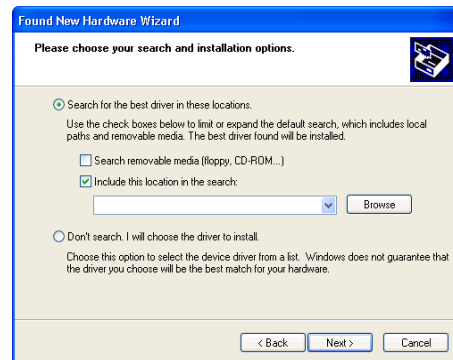 Found New Hardware Wizard
Please choose your search and installation options.
Search for the best driver in these locations.
Use the check boxes below to limit or expand the default search, which includes local
paths and removable media. The best driver found will be installed.
Search removable media (floppy, CD-ROM...)
Include this location in the search:
Browse
Don't search. I will choose the driver to install.
Choose this option to select the device driver from a list. Windows does not guarantee that
the driver you choose will be the best match for your hardware.
< Back
Next >
Cancel